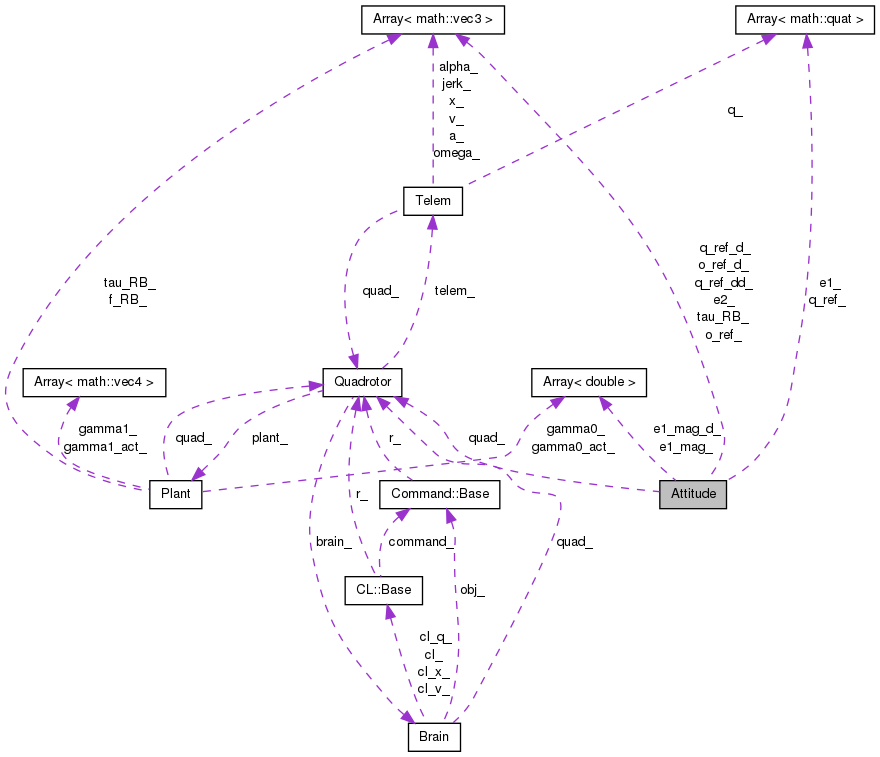 Array< math::vec3 >
Array< math::quat >
alpha_
jerk_
x_
v_
a_
omega_
q_
Telem
tau_RB_
f_RB_
quad_
telem_
q_ref_d_
o_ref_d_
q_ref_dd_
e2_
tau_RB_
o_ref_
e1_
q_ref_
Array< math::vec4 >
Quadrotor
Array< double >
gamma1_
gamma1_act_
quad_
plant_
r_
quad_
gamma0_
gamma0_act_
e1_mag_d_
e1_mag_
Plant
r_
Command::Base
Attitude
brain_
command_
quad_
CL::Base
obj_
cl_q_
cl_
cl_x_
cl_v_
Brain